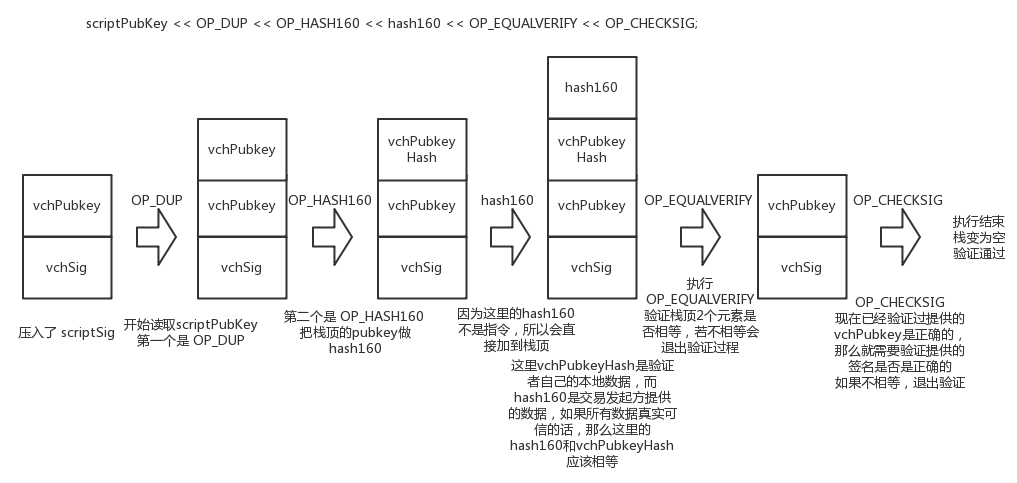 scriptPubKey << OP_DUP << OP_HASH160 << hash160 << OP_EQUALVERIFY << OP_CHECKSIG;
vchPubkey
vchSig
压入了 scriptSig
OP_DUP
开始读取scriptPubKey
第一个是 OP_DUP
vchPubkey
vchPubkey
vchSig
OP_HASH160
第二个是 OP_HASH160
把栈顶的pubkey做
hash160
vchPubkey
Hash
vchPubkey
vchSig
hash160
因为这里的hash160
不是指令，所以会直
接加到栈顶
hash160
vchPubkey
Hash
vchPubkey
vchSig
这里vchPubkeyHash是验证
者自己的本地数据，而
hash160是交易发起方提供
的数据，如果所有数据真实可
信的话，那么这里的
hash160和vchPubkeyHash
应该相等
OP_EQUALVERIFY
执行
OP_EQUALVERIFY
验证栈顶2个元素是
否相等，若不相等会
退出验证过程
vchPubkey
vchSig
OP_CHECKSIG
OP_CHECKSIG
现在已经验证过提供的
vchPubkey是正确的，
那么就需要验证提供的
签名是否是正确的
如果不相等，退出验证
执行结束
栈变为空
验证通过